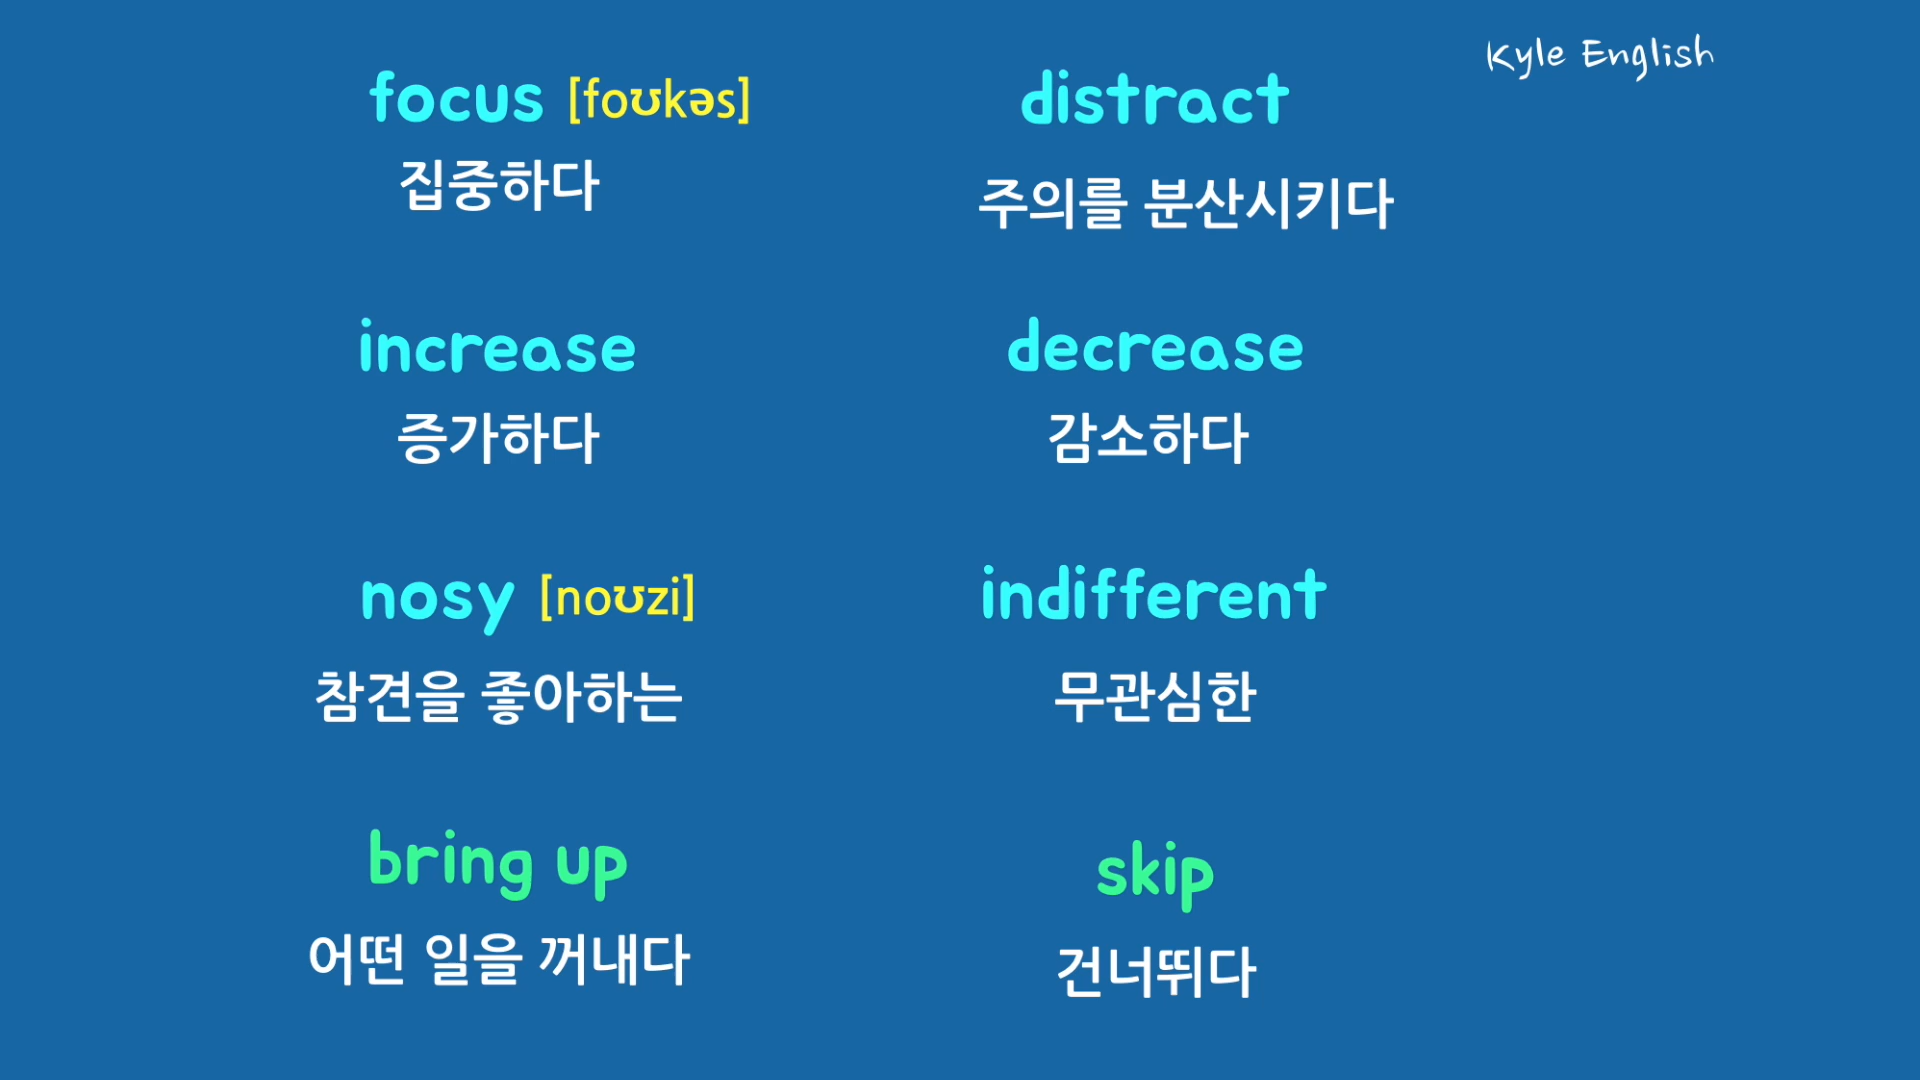 Kyle English
focus [foʊkəs]
집중하다
distract
주의를 분산시키다
increase
증가하다
decrease
감소하다
nosy [noʊzi]
참견을 좋아하는
indifferent
무관심한
bring up
어떤 일을 꺼내다
skip
건너뛰다